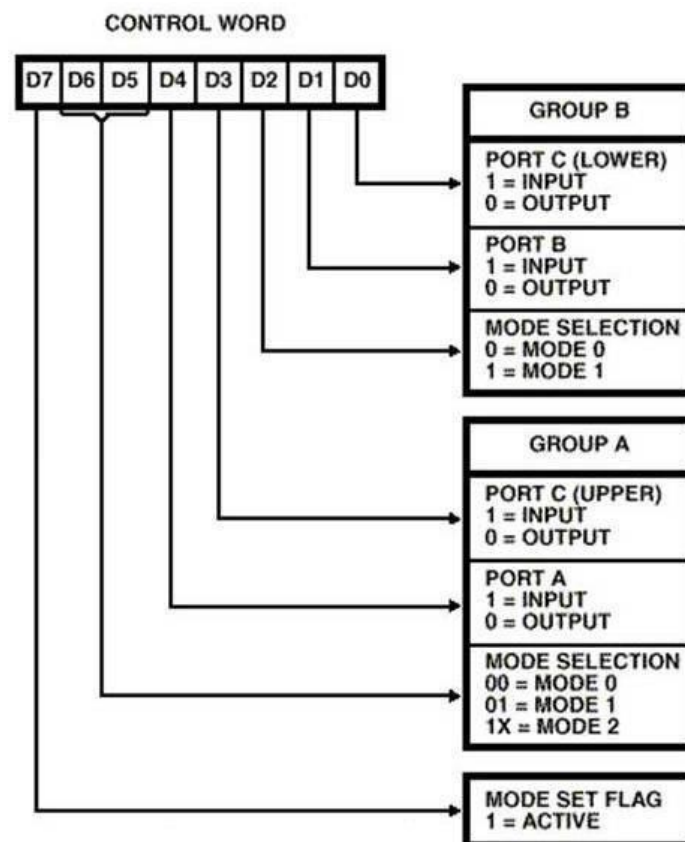 CONTROL WORD
D7 D6 D5 D4 D3 D2 D1 D0
GROUP B
PORT C (LOWER)
1 = INPUT
0 = OUTPUT
PORT B
1 = INPUT
0 = OUTPUT
MODE SELECTION
0 = MODE 0
1 = MODE 1
GROUP A
PORT C (UPPER)
1 = INPUT
0 = OUTPUT
PORT A
1 = INPUT
0 = OUTPUT
MODE SELECTION
00 = MODE 0
01 = MODE 1
1X = MODE 2
MODE SET FLAG
1 = ACTIVE